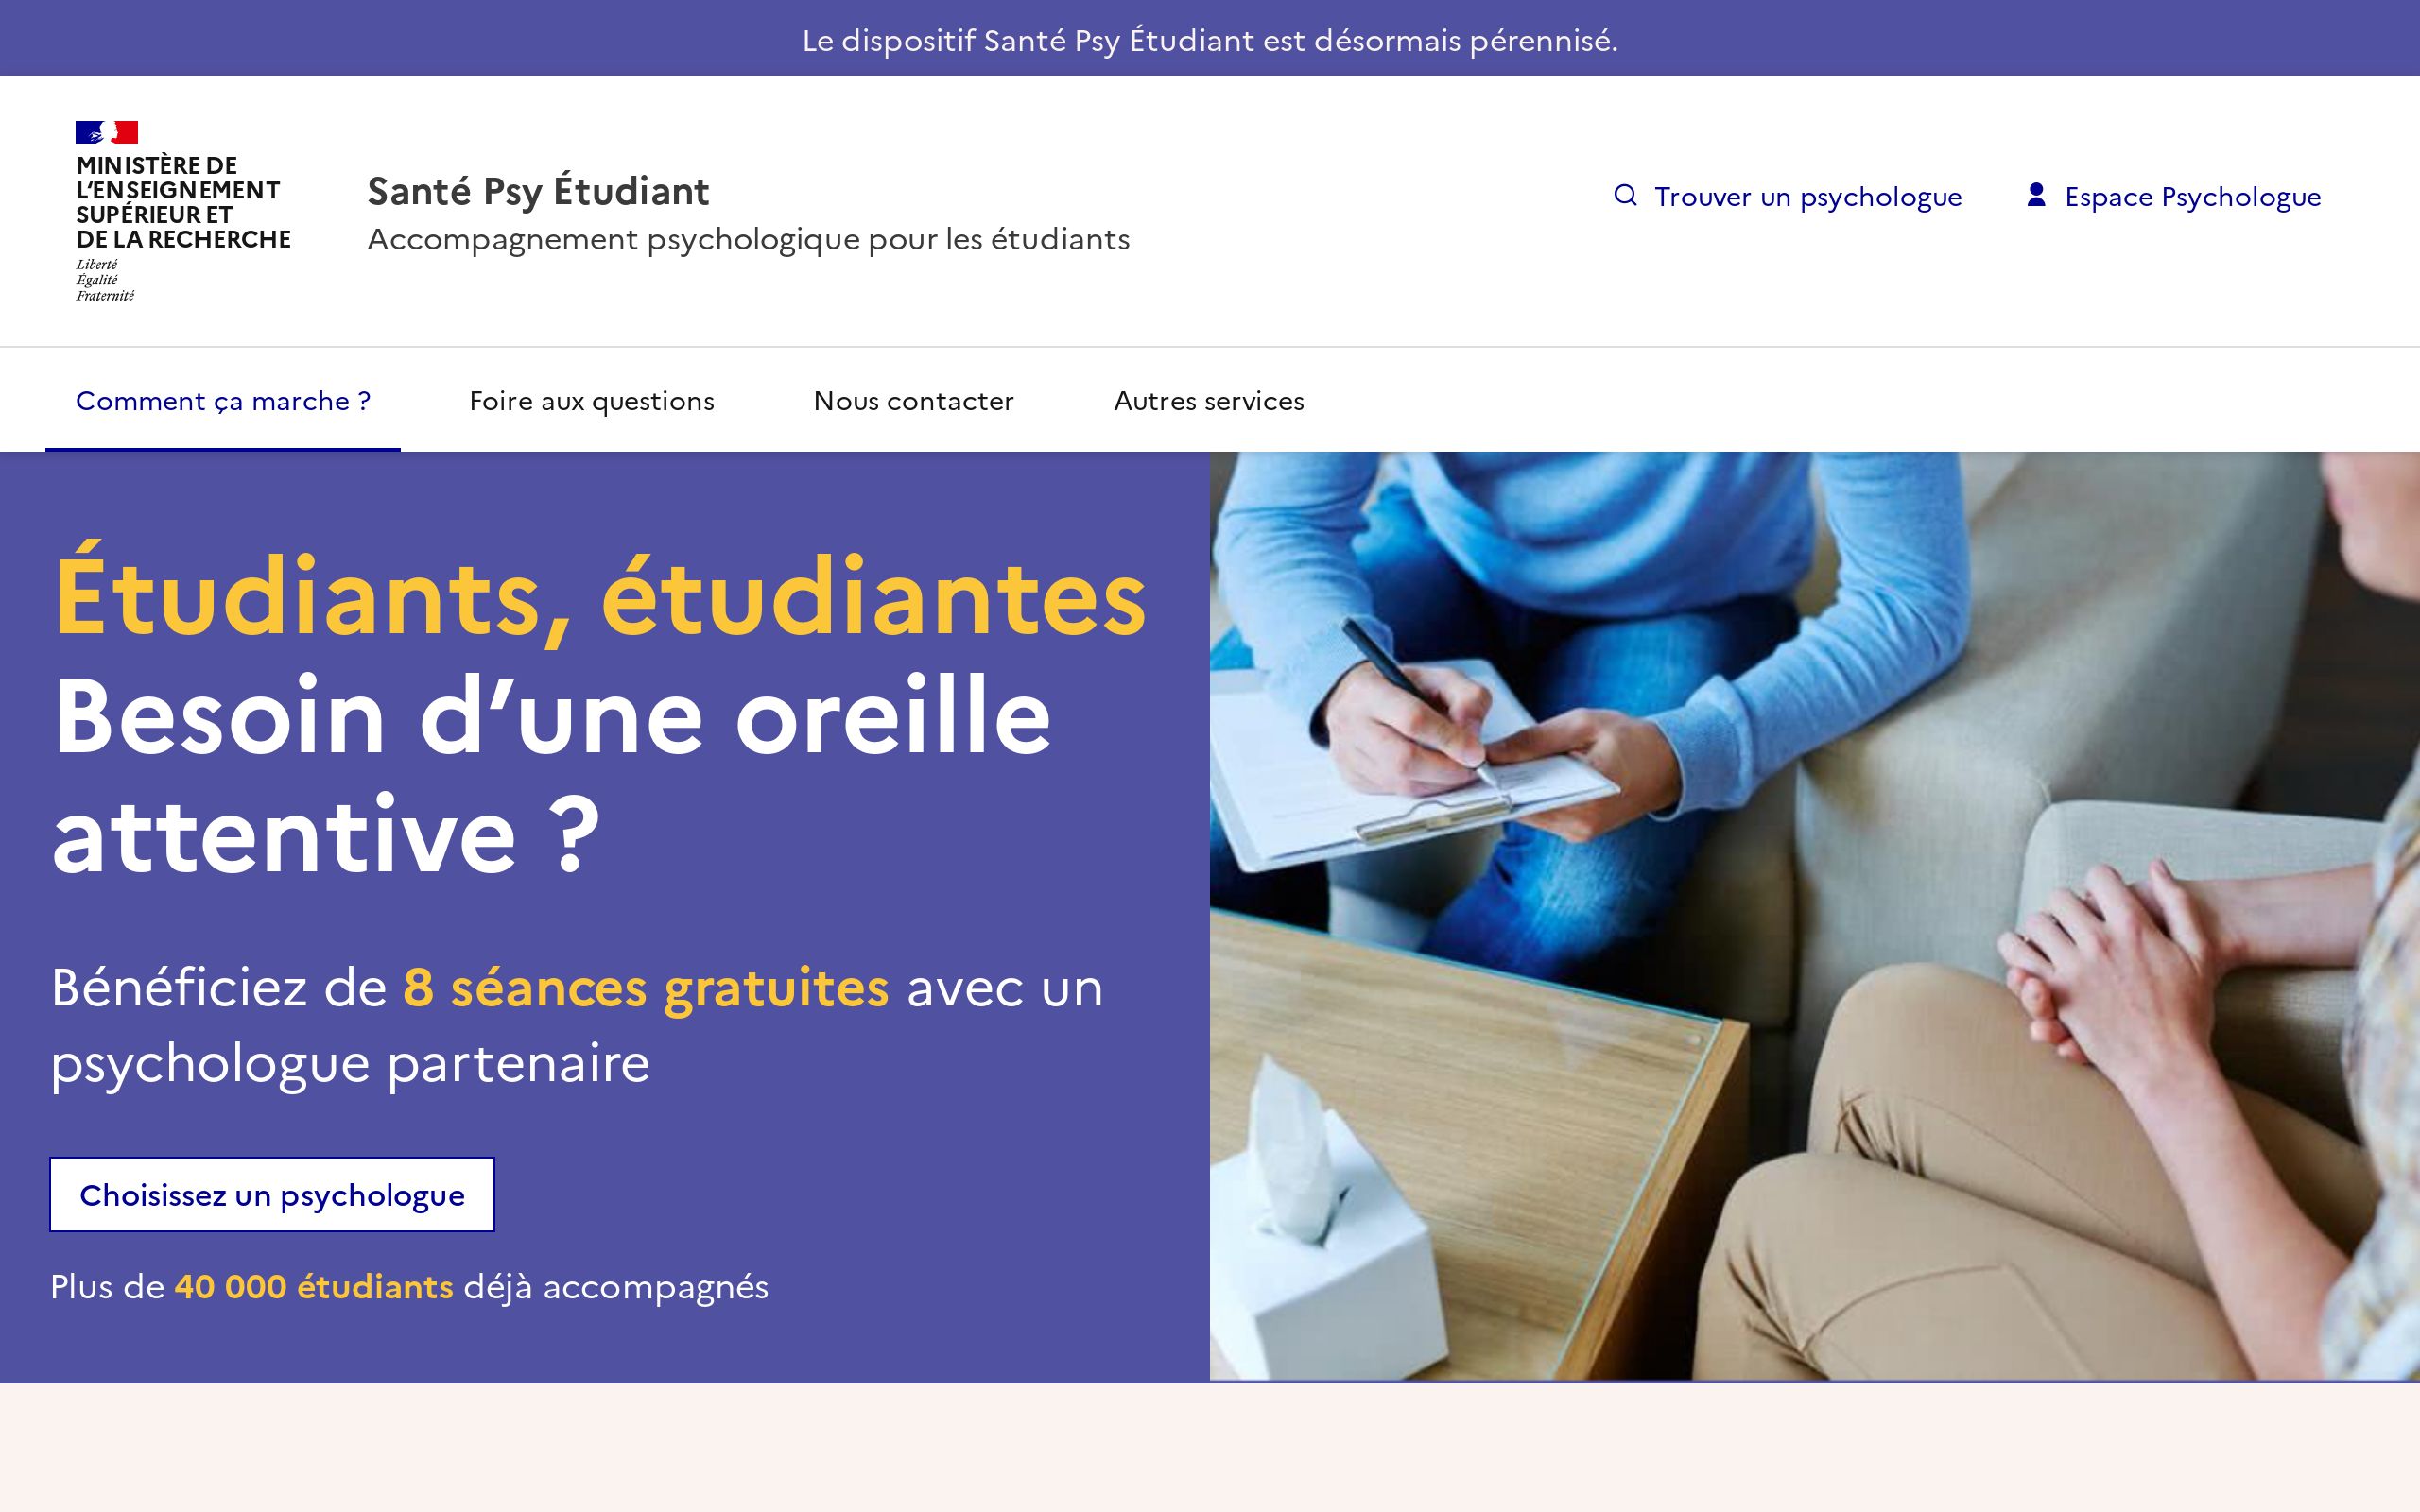 Le dispositif Santé Psy Étudiant est désormais pérennisé.
MINISTÈRE DE
L'ENSEIGNEMENT
SUPÉRIEUR ET
DE LA RECHERCHE
Liberté
Égalité
Fraternité
Santé Psy Étudiant
Accompagnement psychologique pour les étudiants
Trouver un psychologue
Espace Psychologue
Comment ça marche ?
Foire aux questions
Nous contacter
Autres services
Étudiants, étudiantes
Besoin d’une oreille
attentive ?
Bénéficiez de 8 séances gratuites avec un
psychologue partenaire
Choisissez un psychologue
Plus de 40 000 étudiants déjà accompagnés